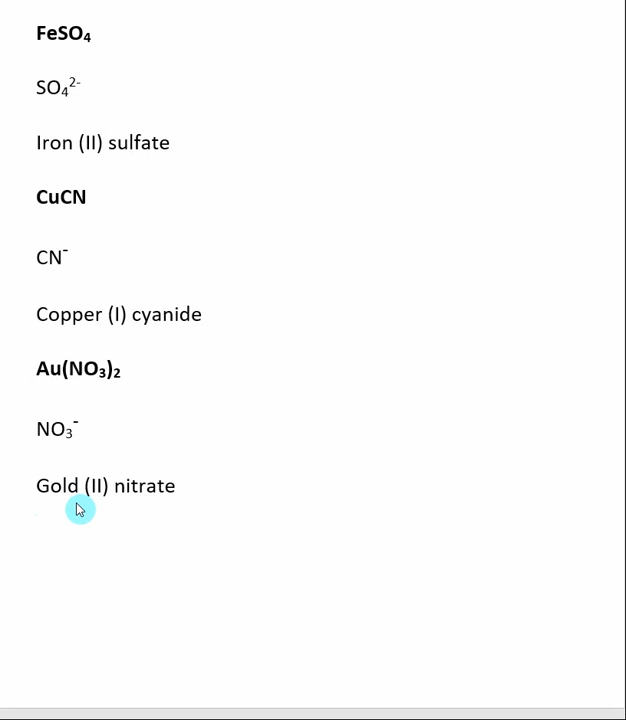 FeSO₄
SO₄²⁻
Iron (II) sulfate
CuCN
CN⁻
Copper (I) cyanide
Au(NO₃)₂
NO₃⁻
Gold (II) nitrate